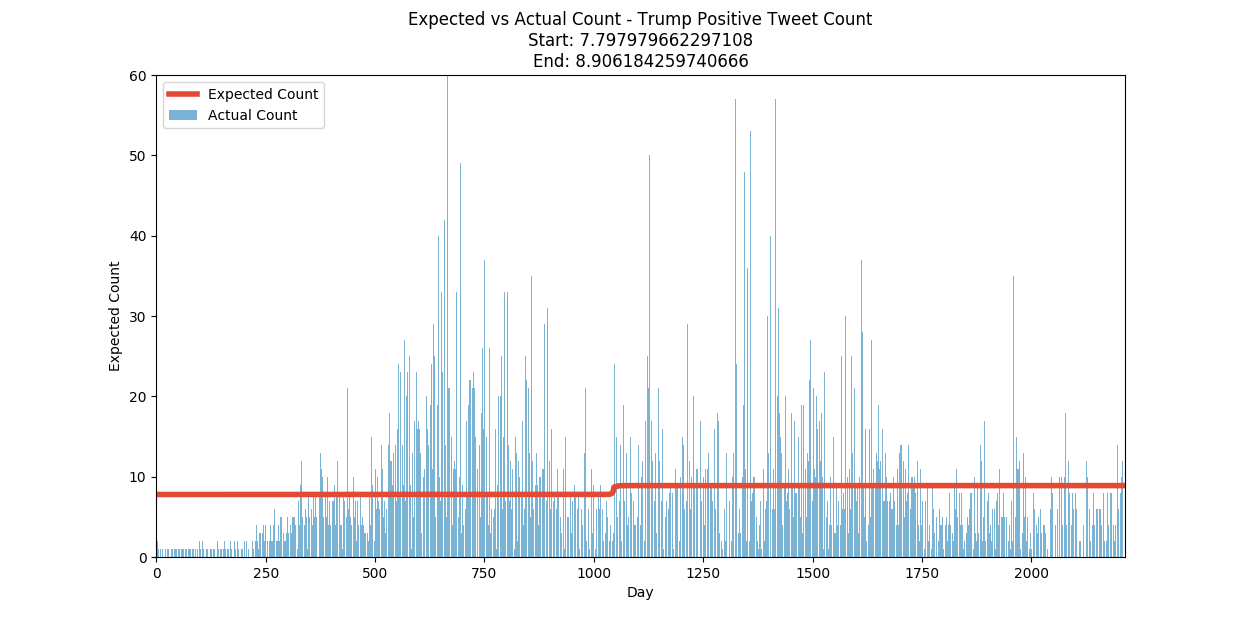 Expected vs Actual Count - Trump Positive Tweet Count
Start: 7.797979662297108
End: 8.906184259740666
Expected Count
Actual Count
60
50
40
30
20
10
0
Expected Count
0
250
500
750
1000
1250
1500
1750
2000
Day